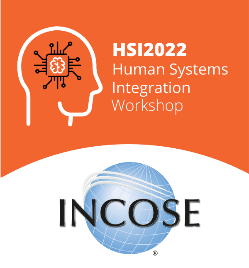 HSI2022
Human Systems
Integration
Workshop
INCOSE
®